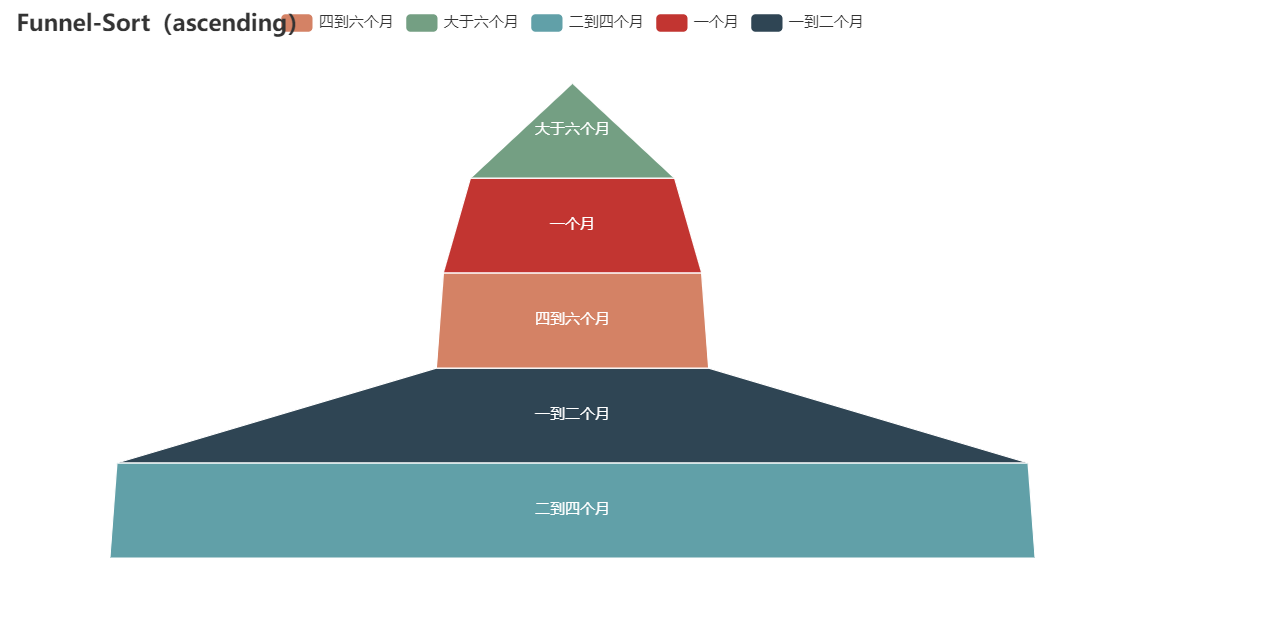 Funnel-Sort（ascending） 四到六个月 大于六个月 二到四个月 一个月 一到二个月
大于六个月
一个月
四到六个月
一到二个月
二到四个月